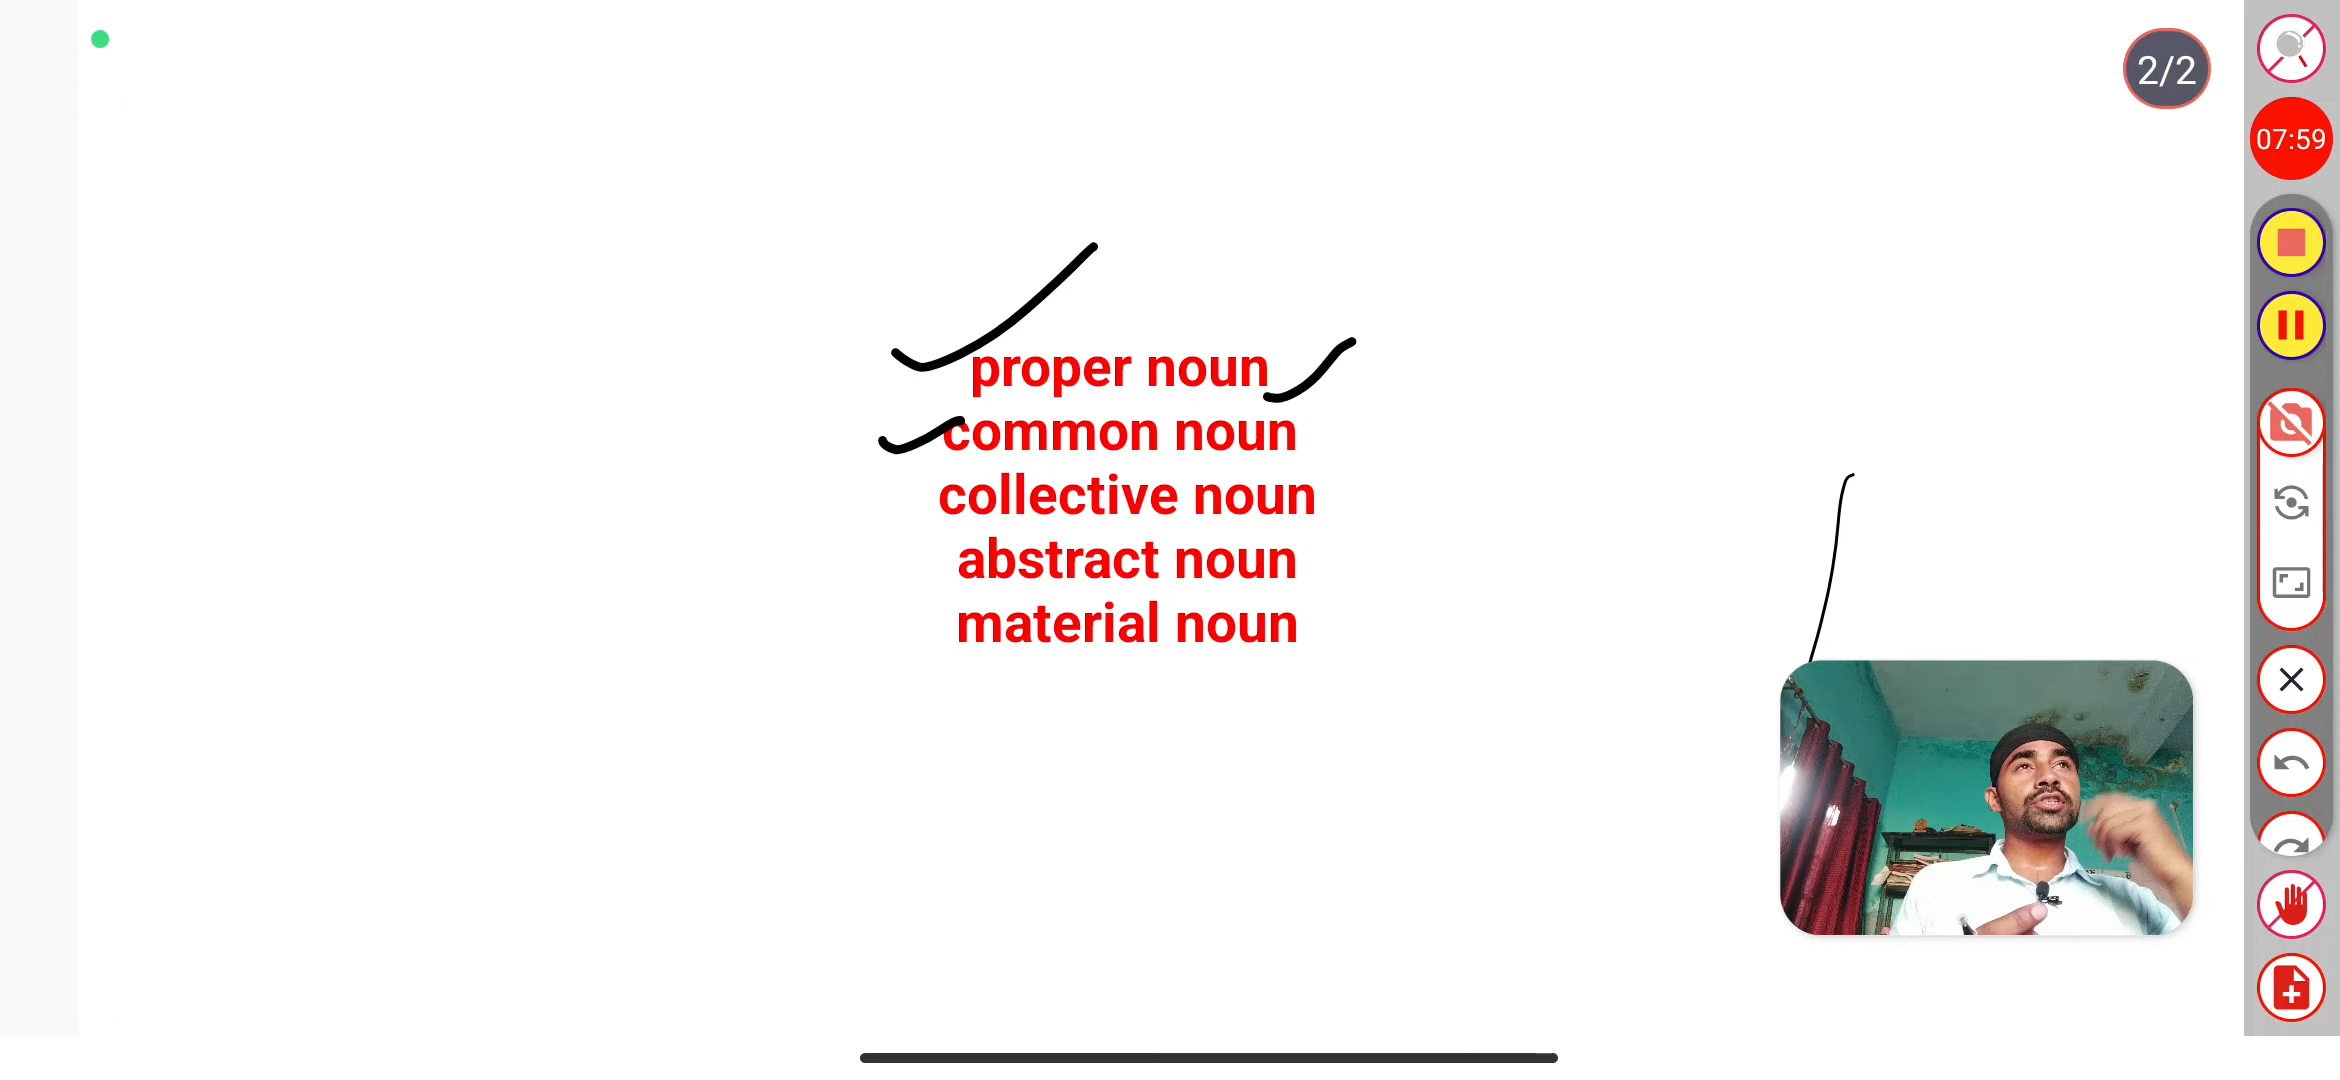 2/2
07:59
proper noun
common noun
collective noun
abstract noun
material noun